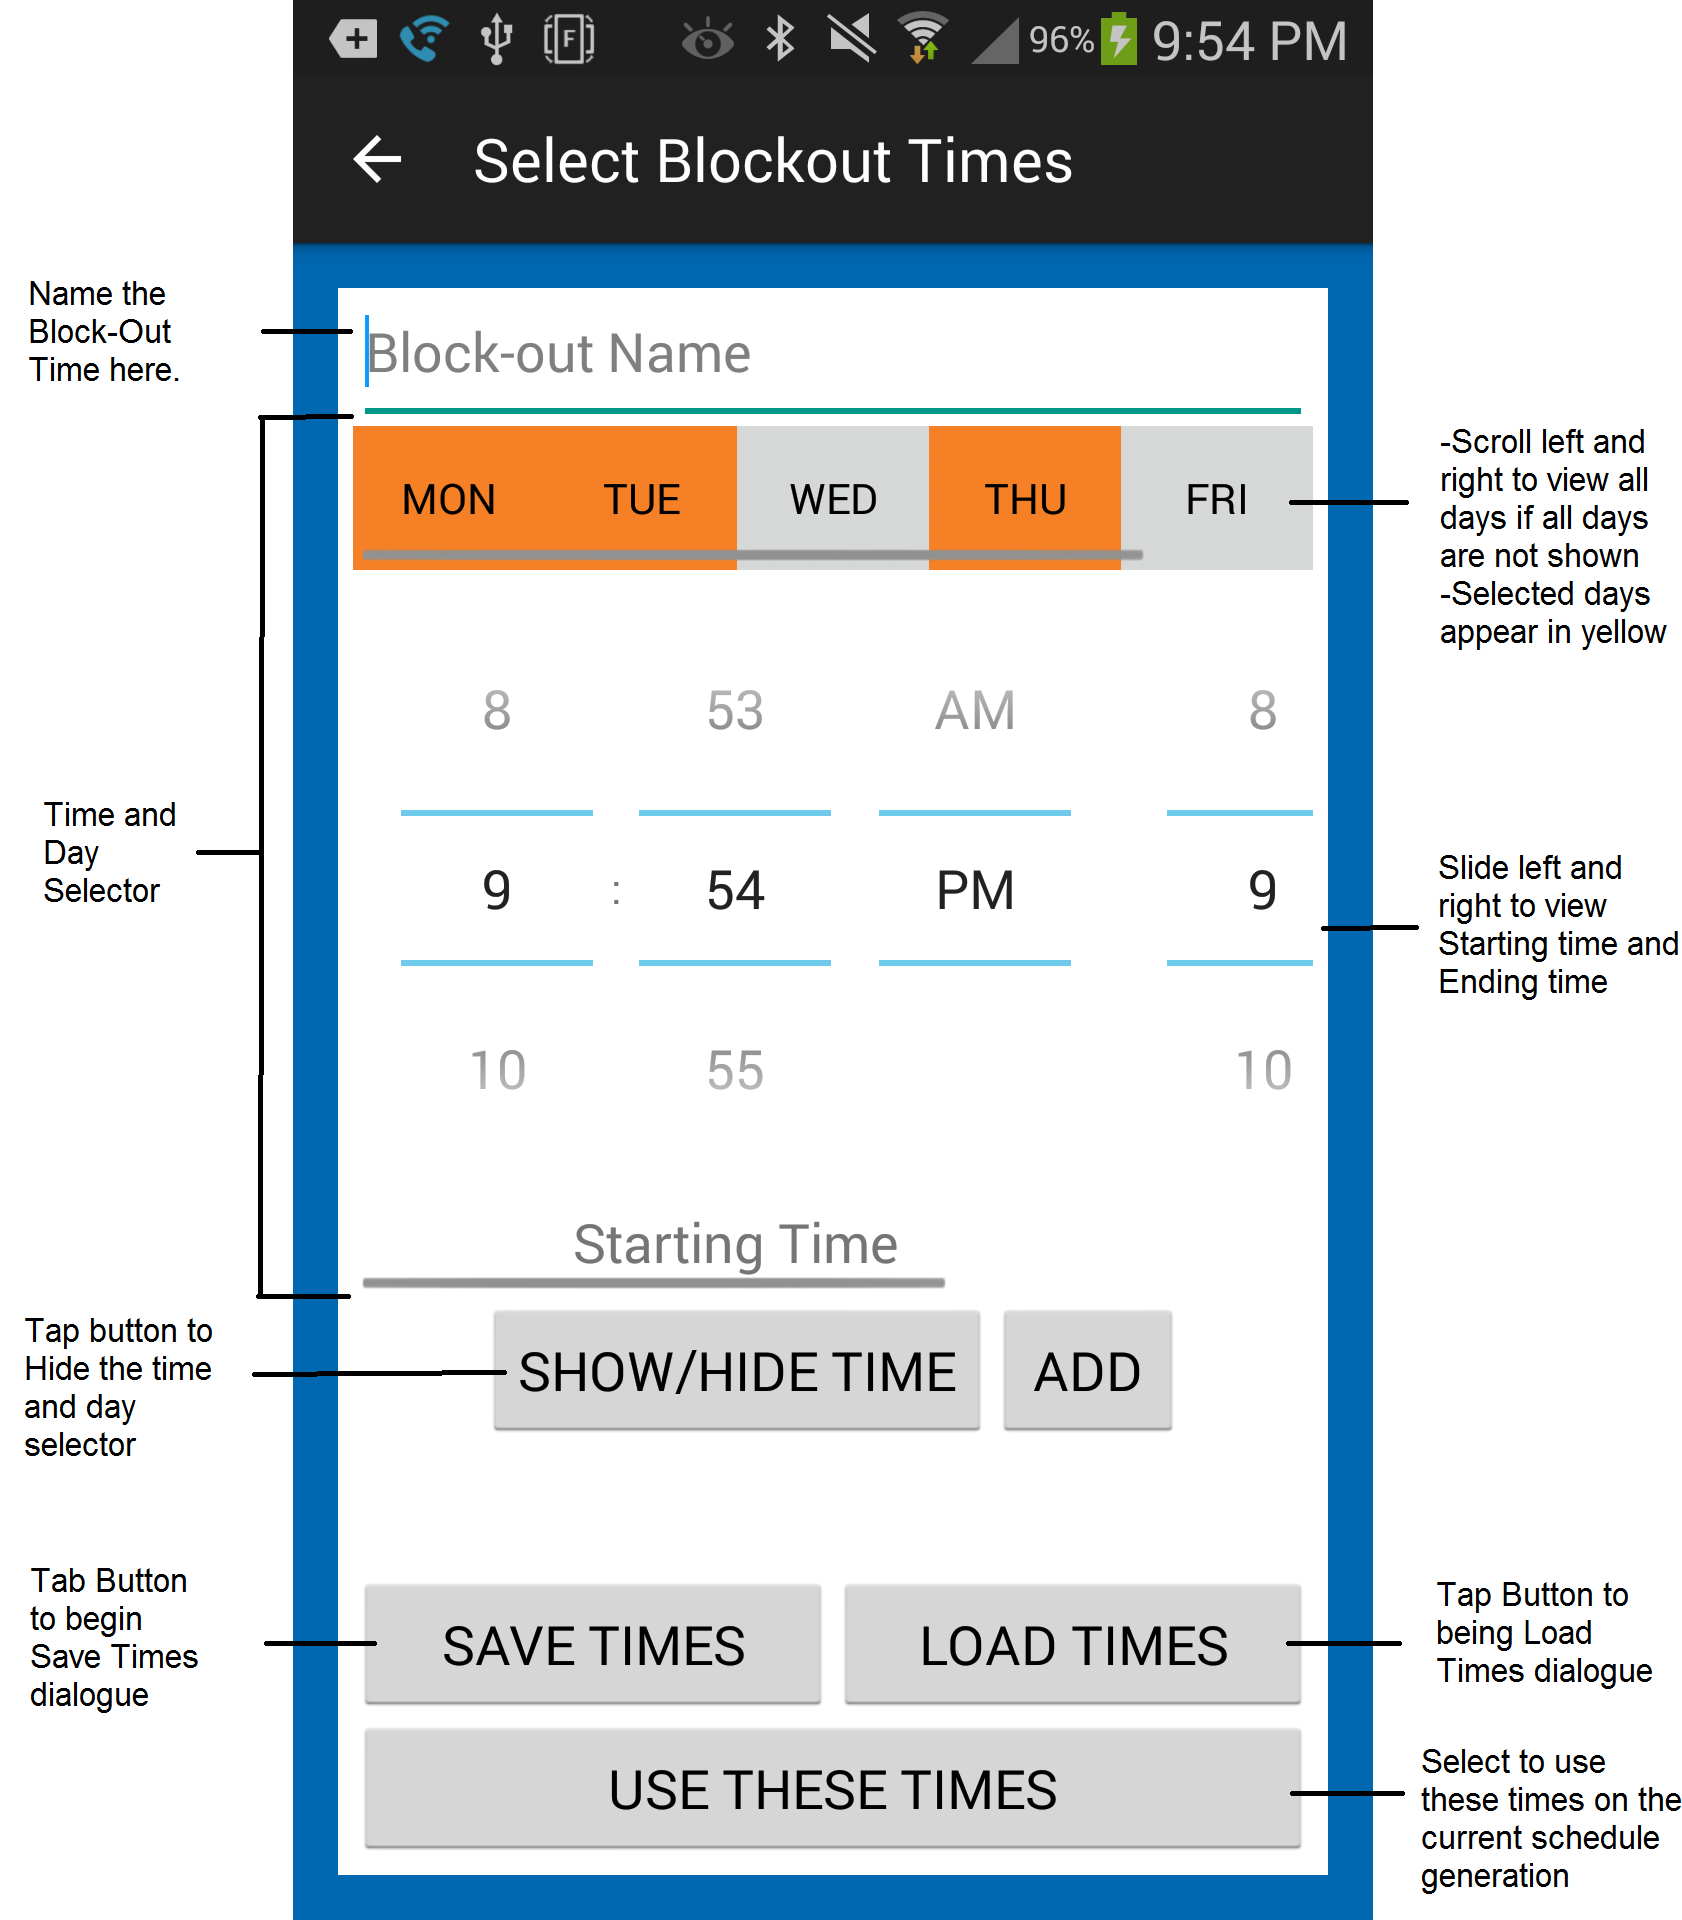 F 96% 9:54 PM
Select Blockout Times
Name the
Block-Out
Time here.
Block-out Name
MON TUE WED THU FRI
-Scroll left and
right to view all
days if all days
are not shown
-Selected days
appear in yellow
8 53 AM 8
Time and
Day
Selector
9 : 54 PM 9
Slide left and
right to view
Starting time and
Ending time
10 55 10
Starting Time
Tap button to
Hide the time
and day
selector
SHOW/HIDE TIME ADD
Tab Button
to begin
Save Times
dialogue
SAVE TIMES LOAD TIMES
Tap Button to
being Load
Times dialogue
USE THESE TIMES
Select to use
these times on the
current schedule
generation